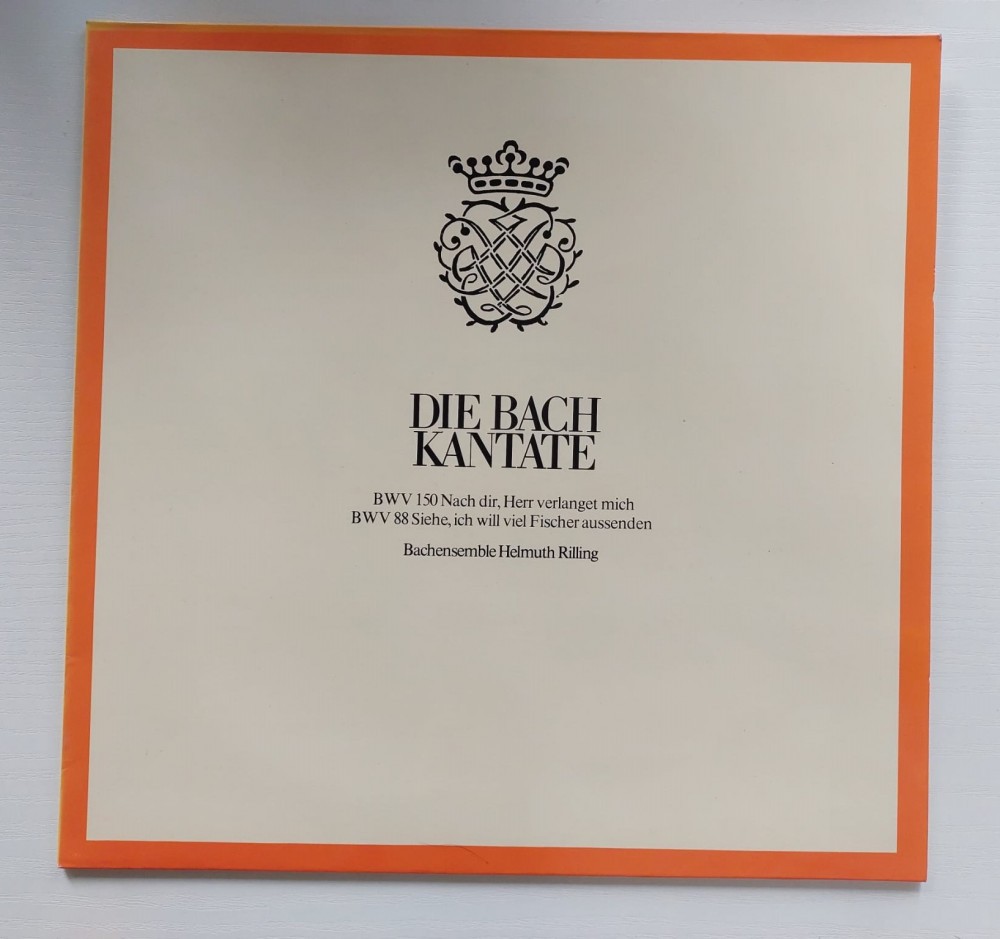 DIE BACH
KANTATE
BWV 150 Nach dir, Herr verlanget mich
BWV 88 Siehe, ich will viel Fischer aussenden
Bachensemble Helmuth Rilling